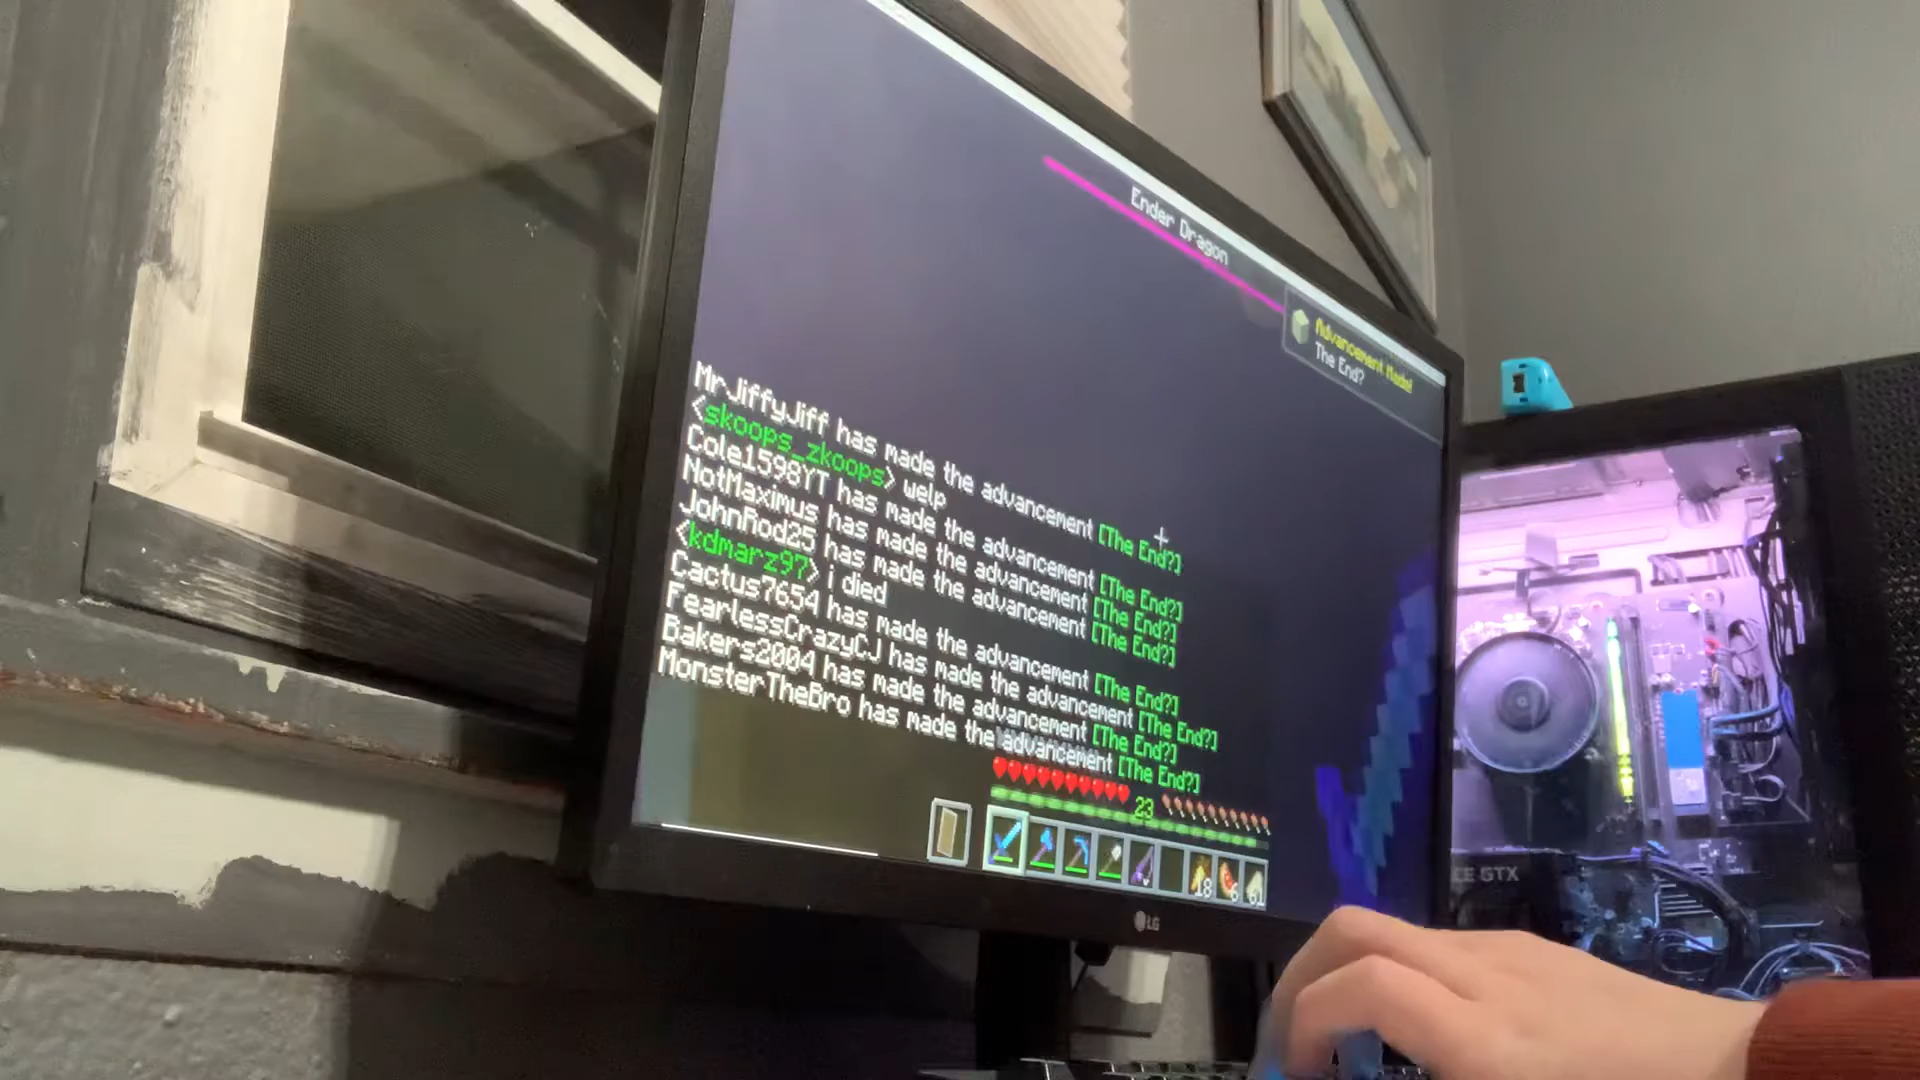 Ender Dragon
Advancement Made!
The End?
MrJiffyJiff has made the advancement [The End?]
<skoops_zkoops> welp
Cole1598YT has made the advancement [The End?]
NotMaximus has made the advancement [The End?]
JohnRod25 has made the advancement [The End?]
<kdmarz97> i died
Cactus7654 has made the advancement [The End?]
FearlessCrazyCJ has made the advancement [The End?]
Bakers2004 has made the advancement [The End?]
MonsterTheBro has made the advancement [The End?]
23
18 6 61
LG
CE GTX